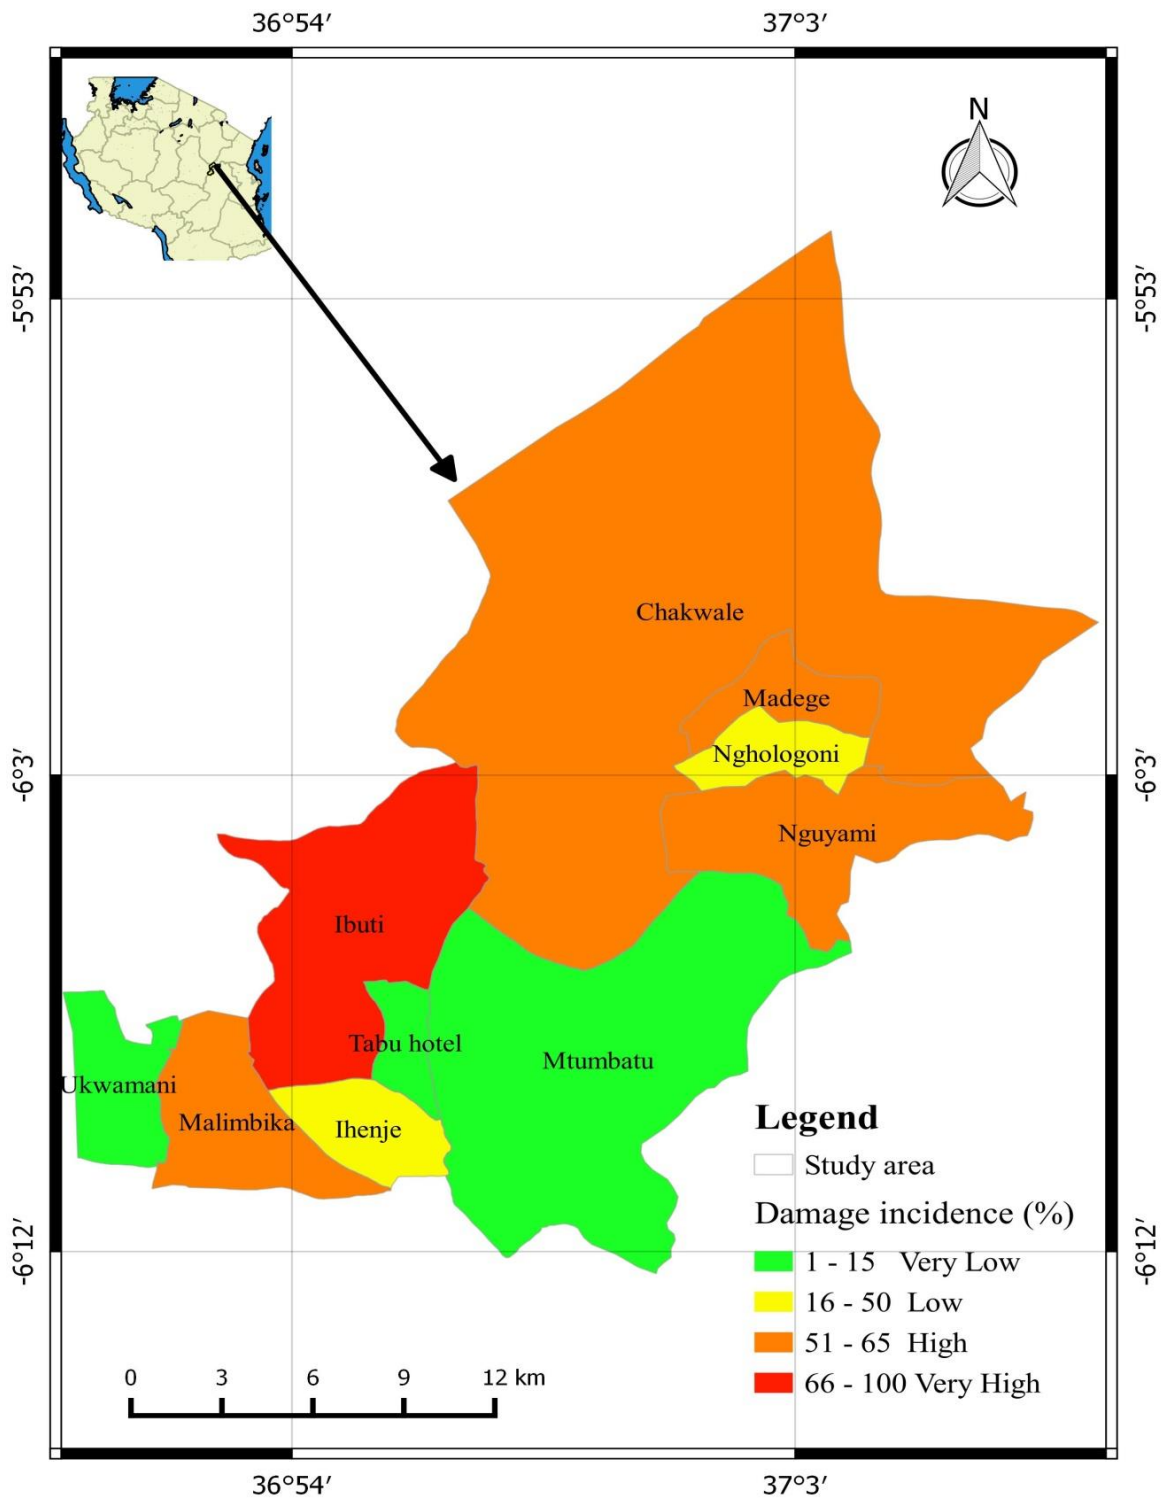 36°54′ 37°3′
N
-5°53′ -5°53′
Chakwale
Madege
Nghologoni
-6°3′ -6°3′
Nguyami
Ibuti
Tabu hotel
Mtumbatu
Ukwamani
Malimbika
Ihenje
Legend
Study area
Damage incidence (%)
-6°12′ -6°12′
1 - 15 Very Low
16 - 50 Low
51 - 65 High
66 - 100 Very High
0 3 6 9 12 km
36°54′ 37°3′